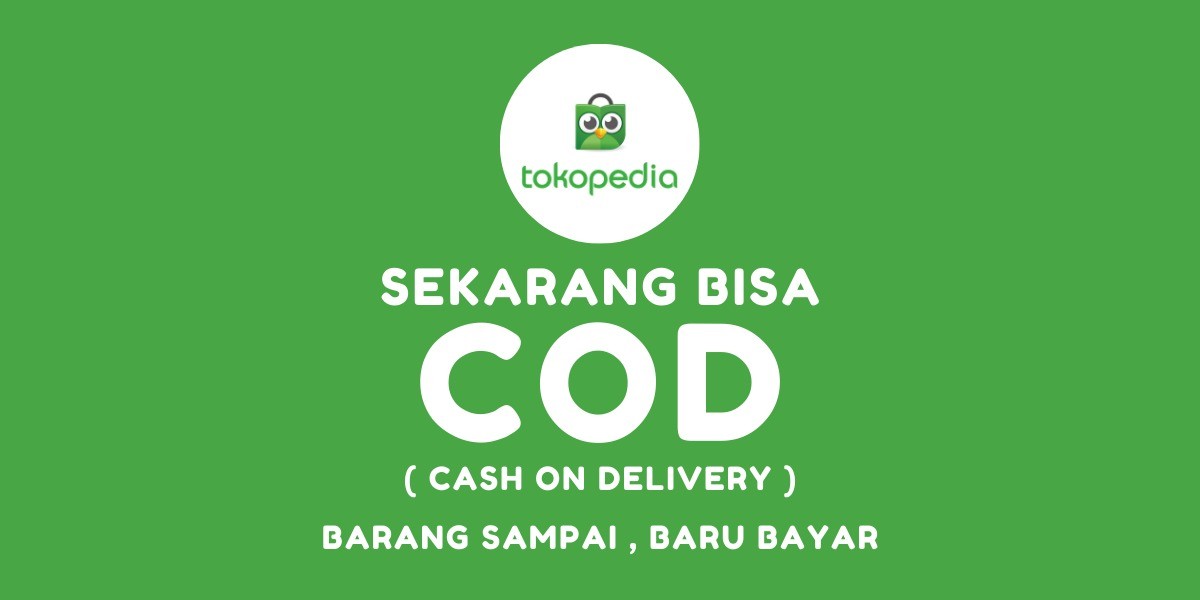 tokopedia
SEKARANG BISA
COD
( CASH ON DELIVERY )
BARANG SAMPAI , BARU BAYAR